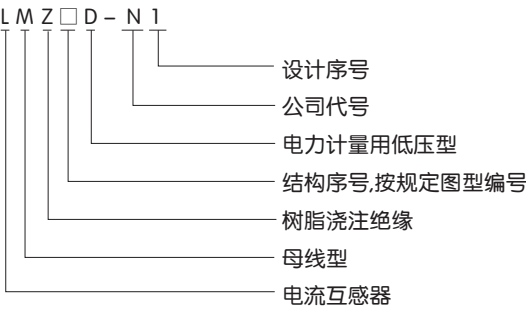 LMZ□D-N1
设计序号
公司代号
电力计量用低压型
结构序号,按规定图型编号
树脂浇注绝缘
母线型
电流互感器